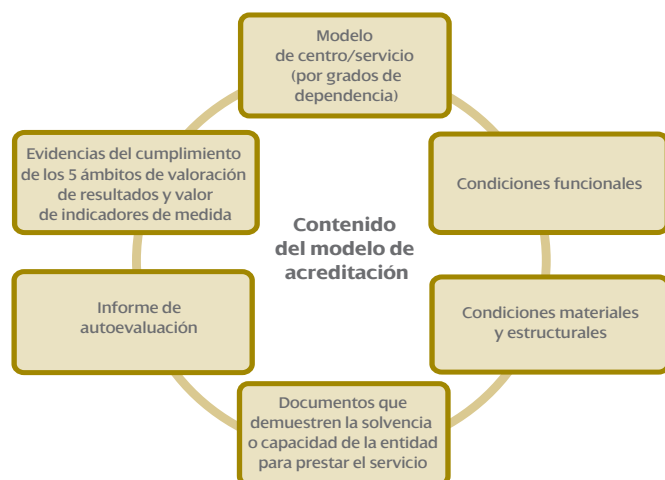 Modelo
de centro/servicio
(por grados de
dependencia)
Evidencias del cumplimiento
de los 5 ámbitos de valoración
de resultados y valor
de indicadores de medida
Condiciones funcionales
Contenido
del modelo de
acreditación
Informe de
autoevaluación
Condiciones materiales
y estructurales
Documentos que
demuestren la solvencia
o capacidad de la entidad
para prestar el servicio